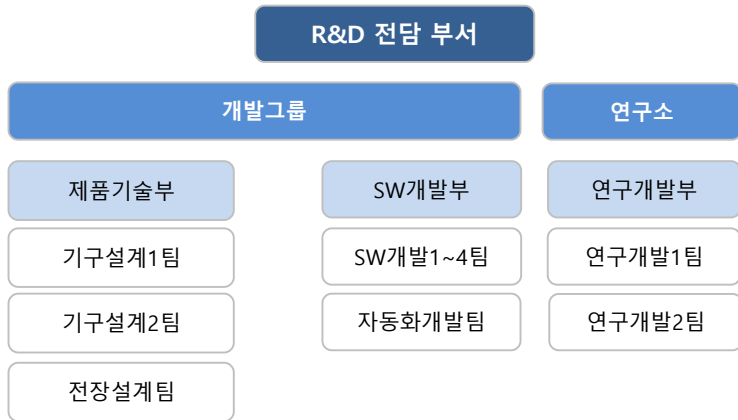 R&D 전담 부서
개발그룹
연구소
제품기술부
SW개발부
연구개발부
기구설계1팀
SW개발1~4팀
연구개발1팀
기구설계2팀
자동화개발팀
연구개발2팀
전장설계팀